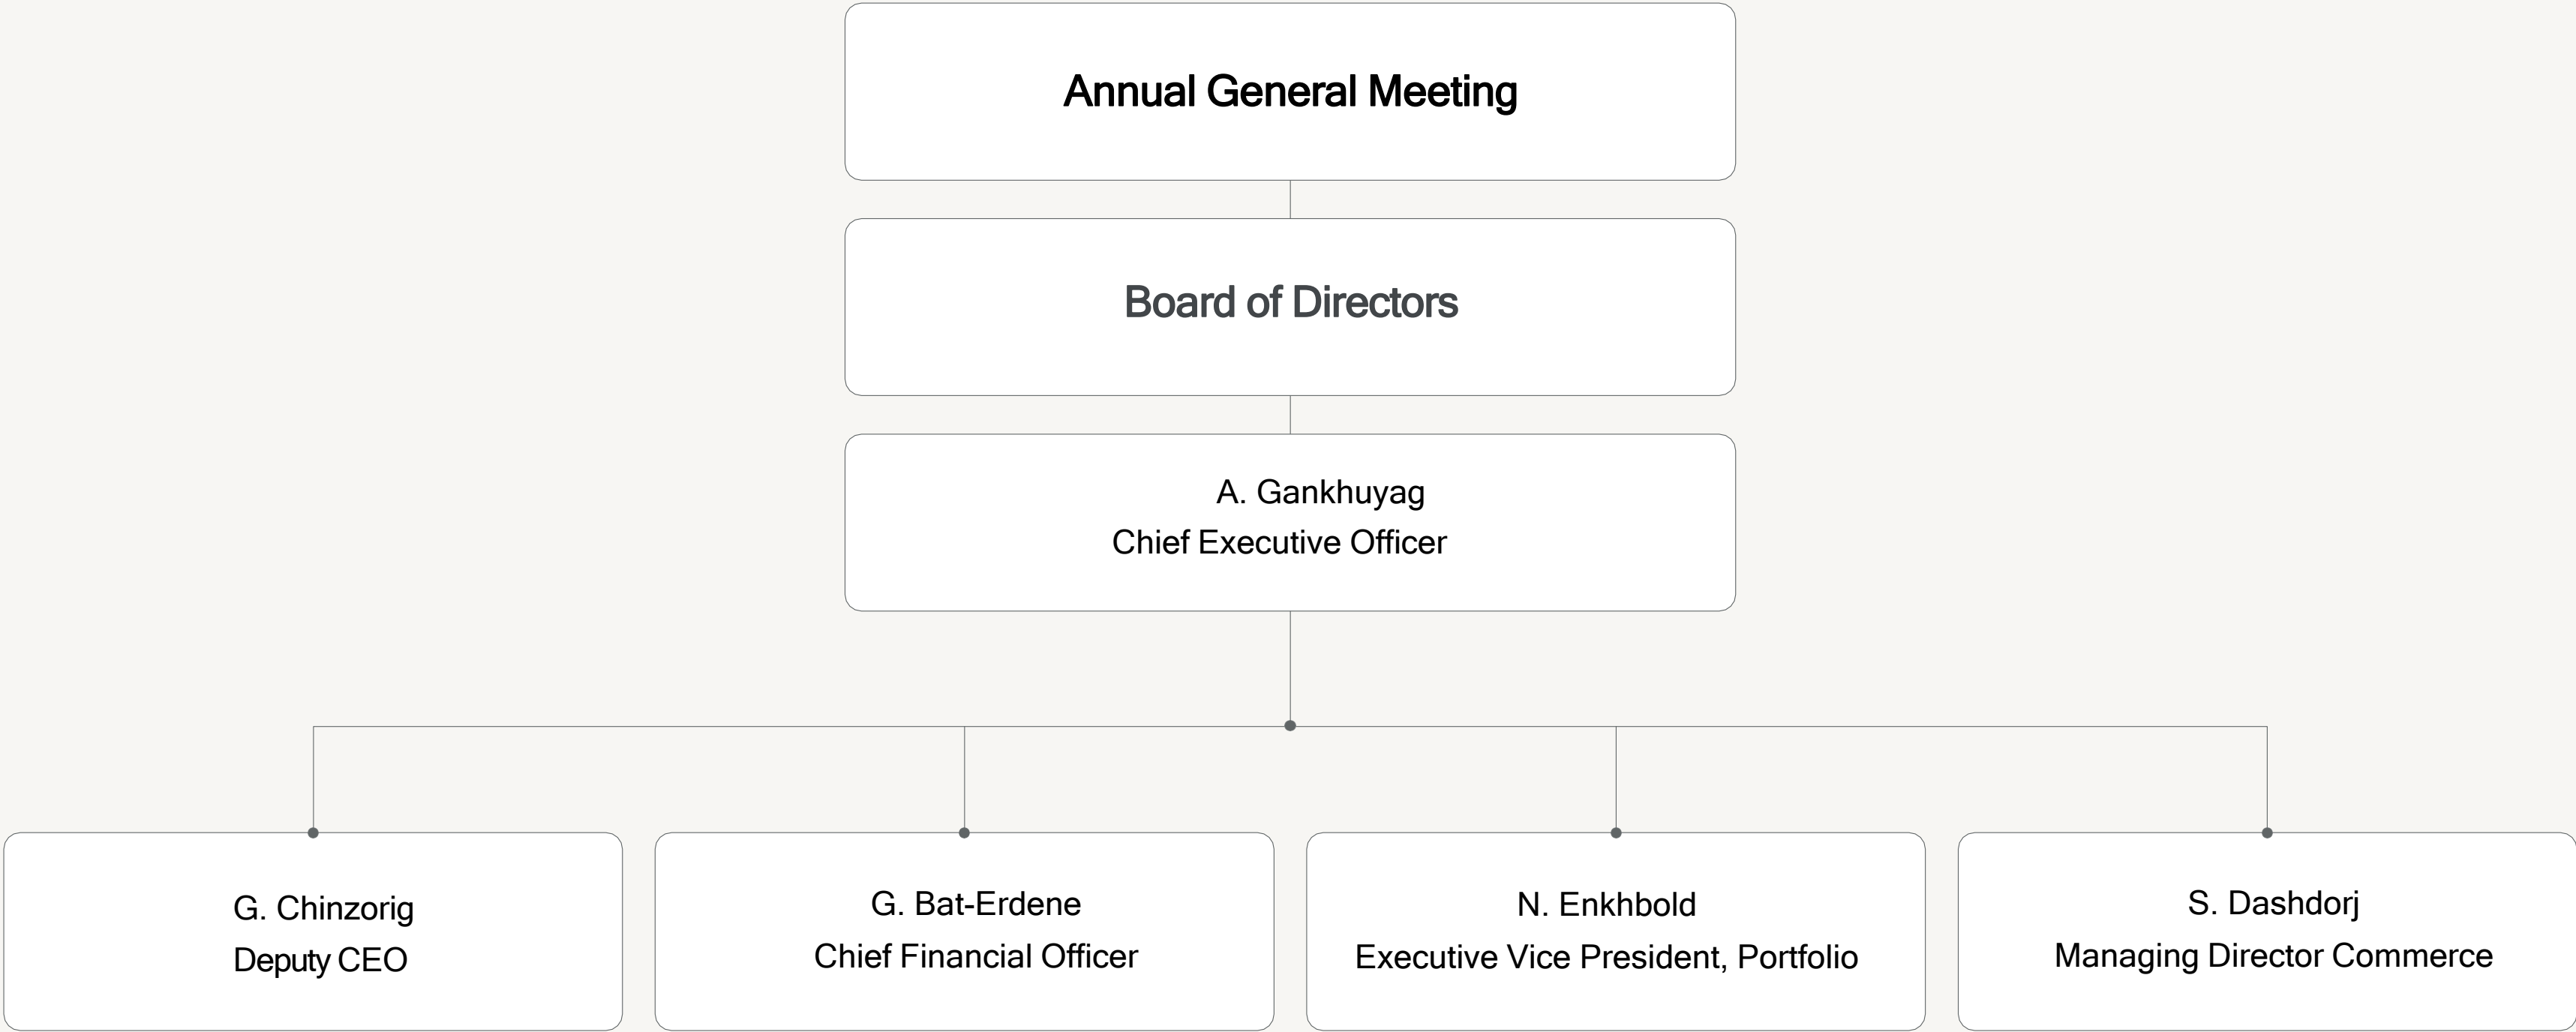 Annual General Meeting
Board of Directors
A. Gankhuyag
Chief Executive Officer
G. Chinzorig
Deputy CEO
G. Bat-Erdene
Chief Financial Officer
N. Enkhbold
Executive Vice President, Portfolio
S. Dashdorj
Managing Director Commerce